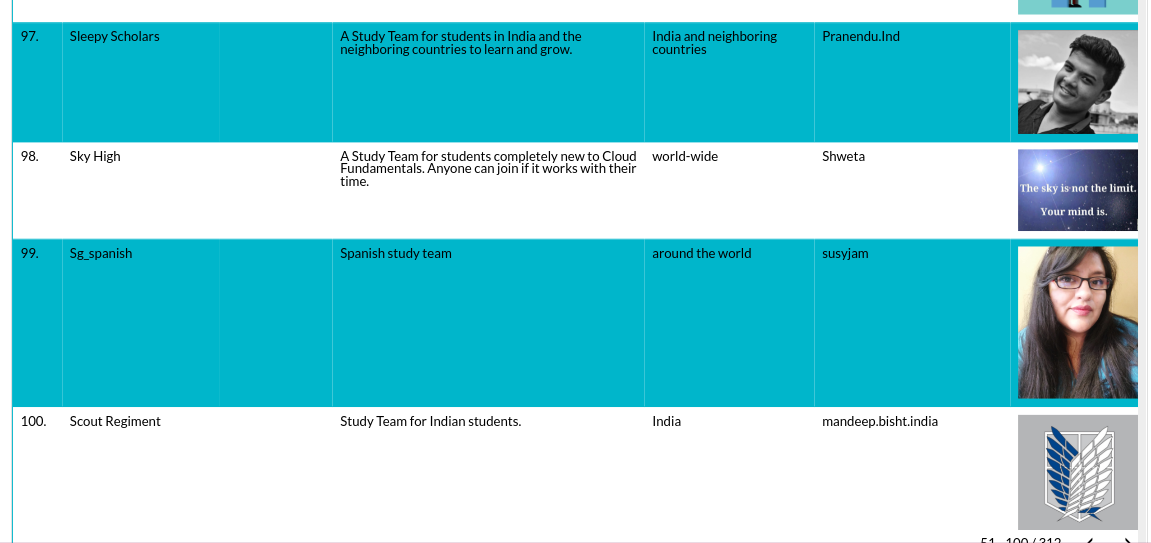 97.
Sleepy Scholars
A Study Team for students in India and the
neighboring countries to learn and grow.
India and neighboring
countries
Pranendu.Ind
98.
Sky High
A Study Team for students completely new to Cloud
Fundamentals. Anyone can join if it works with their
time.
world-wide
Shweta
The sky is not the limit.
Your mind is.
99.
Sg_spanish
Spanish study team
around the world
susyjam
100.
Scout Regiment
Study Team for Indian students.
India
mandeep.bisht.india
51 - 100 / 312